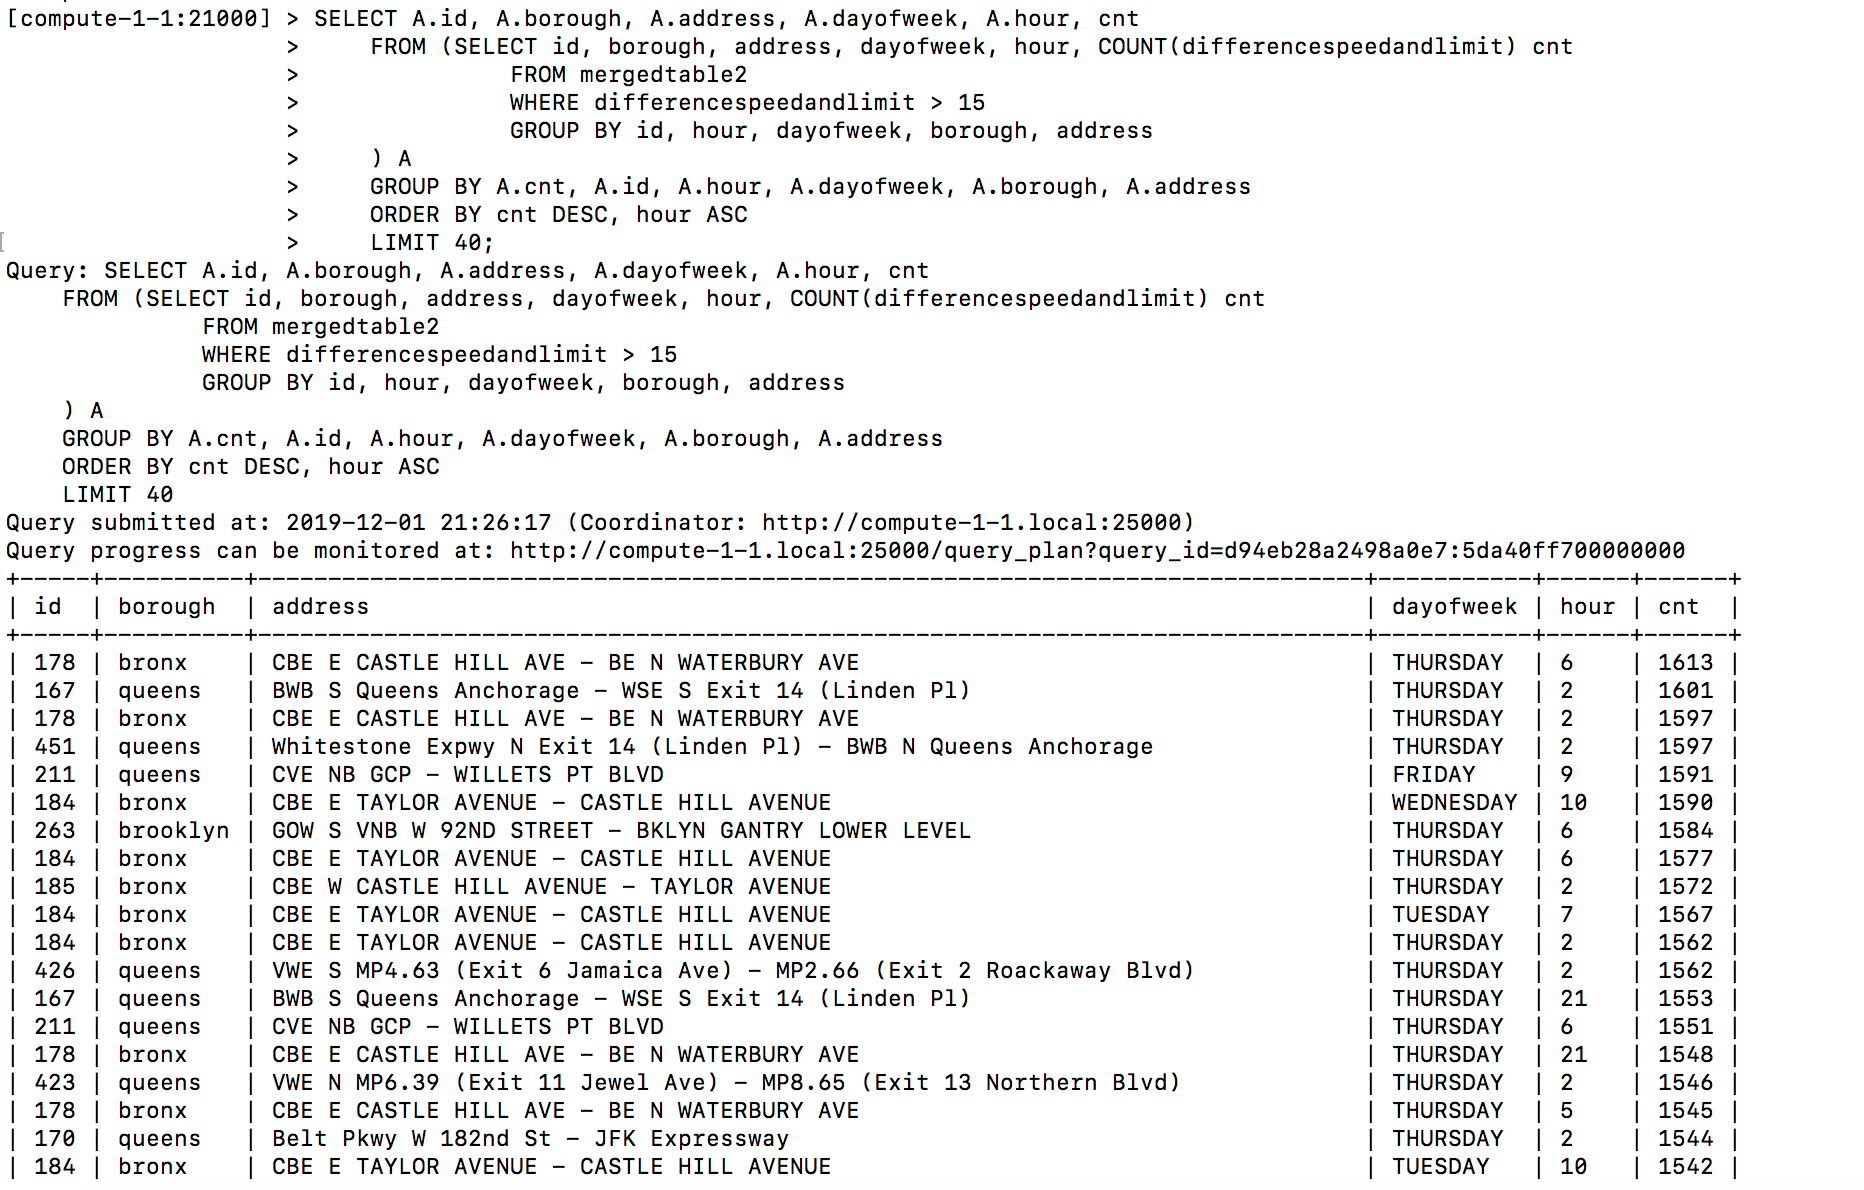 [compute-1-1:21000] > SELECT A.id, A.borough, A.address, A.dayofweek, A.hour, cnt
                    >     FROM (SELECT id, borough, address, dayofweek, hour, COUNT(differencespeedandlimit) cnt
                    >               FROM mergedtable2
                    >               WHERE differencespeedandlimit > 15
                    >               GROUP BY id, hour, dayofweek, borough, address
                    >     ) A
                    >     GROUP BY A.cnt, A.id, A.hour, A.dayofweek, A.borough, A.address
                    >     ORDER BY cnt DESC, hour ASC
[                   >     LIMIT 40;
Query: SELECT A.id, A.borough, A.address, A.dayofweek, A.hour, cnt
    FROM (SELECT id, borough, address, dayofweek, hour, COUNT(differencespeedandlimit) cnt
              FROM mergedtable2
              WHERE differencespeedandlimit > 15
              GROUP BY id, hour, dayofweek, borough, address
    ) A
    GROUP BY A.cnt, A.id, A.hour, A.dayofweek, A.borough, A.address
    ORDER BY cnt DESC, hour ASC
    LIMIT 40
Query submitted at: 2019-12-01 21:26:17 (Coordinator: http://compute-1-1.local:25000)
Query progress can be monitored at: http://compute-1-1.local:25000/query_plan?query_id=d94eb28a2498a0e7:5da40ff700000000
+-----+----------+-------------------------------------------------------------------------------+-----------+------+------+
| id  | borough  | address                                                                       | dayofweek | hour | cnt  |
+-----+----------+-------------------------------------------------------------------------------+-----------+------+------+
| 178 | bronx    | CBE E CASTLE HILL AVE - BE N WATERBURY AVE                                    | THURSDAY  | 6    | 1613 |
| 167 | queens   | BWB S Queens Anchorage - WSE S Exit 14 (Linden Pl)                            | THURSDAY  | 2    | 1601 |
| 178 | bronx    | CBE E CASTLE HILL AVE - BE N WATERBURY AVE                                    | THURSDAY  | 2    | 1597 |
| 451 | queens   | Whitestone Expwy N Exit 14 (Linden Pl) - BWB N Queens Anchorage               | THURSDAY  | 2    | 1597 |
| 211 | queens   | CVE NB GCP - WILLETS PT BLVD                                                  | FRIDAY    | 9    | 1591 |
| 184 | bronx    | CBE E TAYLOR AVENUE - CASTLE HILL AVENUE                                      | WEDNESDAY | 10   | 1590 |
| 263 | brooklyn | GOW S VNB W 92ND STREET - BKLYN GANTRY LOWER LEVEL                            | THURSDAY  | 6    | 1584 |
| 184 | bronx    | CBE E TAYLOR AVENUE - CASTLE HILL AVENUE                                      | THURSDAY  | 6    | 1577 |
| 185 | bronx    | CBE W CASTLE HILL AVENUE - TAYLOR AVENUE                                      | THURSDAY  | 2    | 1572 |
| 184 | bronx    | CBE E TAYLOR AVENUE - CASTLE HILL AVENUE                                      | TUESDAY   | 7    | 1567 |
| 184 | bronx    | CBE E TAYLOR AVENUE - CASTLE HILL AVENUE                                      | THURSDAY  | 2    | 1562 |
| 426 | queens   | VWE S MP4.63 (Exit 6 Jamaica Ave) - MP2.66 (Exit 2 Roackaway Blvd)            | THURSDAY  | 2    | 1562 |
| 167 | queens   | BWB S Queens Anchorage - WSE S Exit 14 (Linden Pl)                            | THURSDAY  | 21   | 1553 |
| 211 | queens   | CVE NB GCP - WILLETS PT BLVD                                                  | THURSDAY  | 6    | 1551 |
| 178 | bronx    | CBE E CASTLE HILL AVE - BE N WATERBURY AVE                                    | THURSDAY  | 21   | 1548 |
| 423 | queens   | VWE N MP6.39 (Exit 11 Jewel Ave) - MP8.65 (Exit 13 Northern Blvd)             | THURSDAY  | 2    | 1546 |
| 178 | bronx    | CBE E CASTLE HILL AVE - BE N WATERBURY AVE                                    | THURSDAY  | 5    | 1545 |
| 170 | queens   | Belt Pkwy W 182nd St - JFK Expressway                                         | THURSDAY  | 2    | 1544 |
| 184 | bronx    | CBE E TAYLOR AVENUE - CASTLE HILL AVENUE                                      | TUESDAY   | 10   | 1542 |